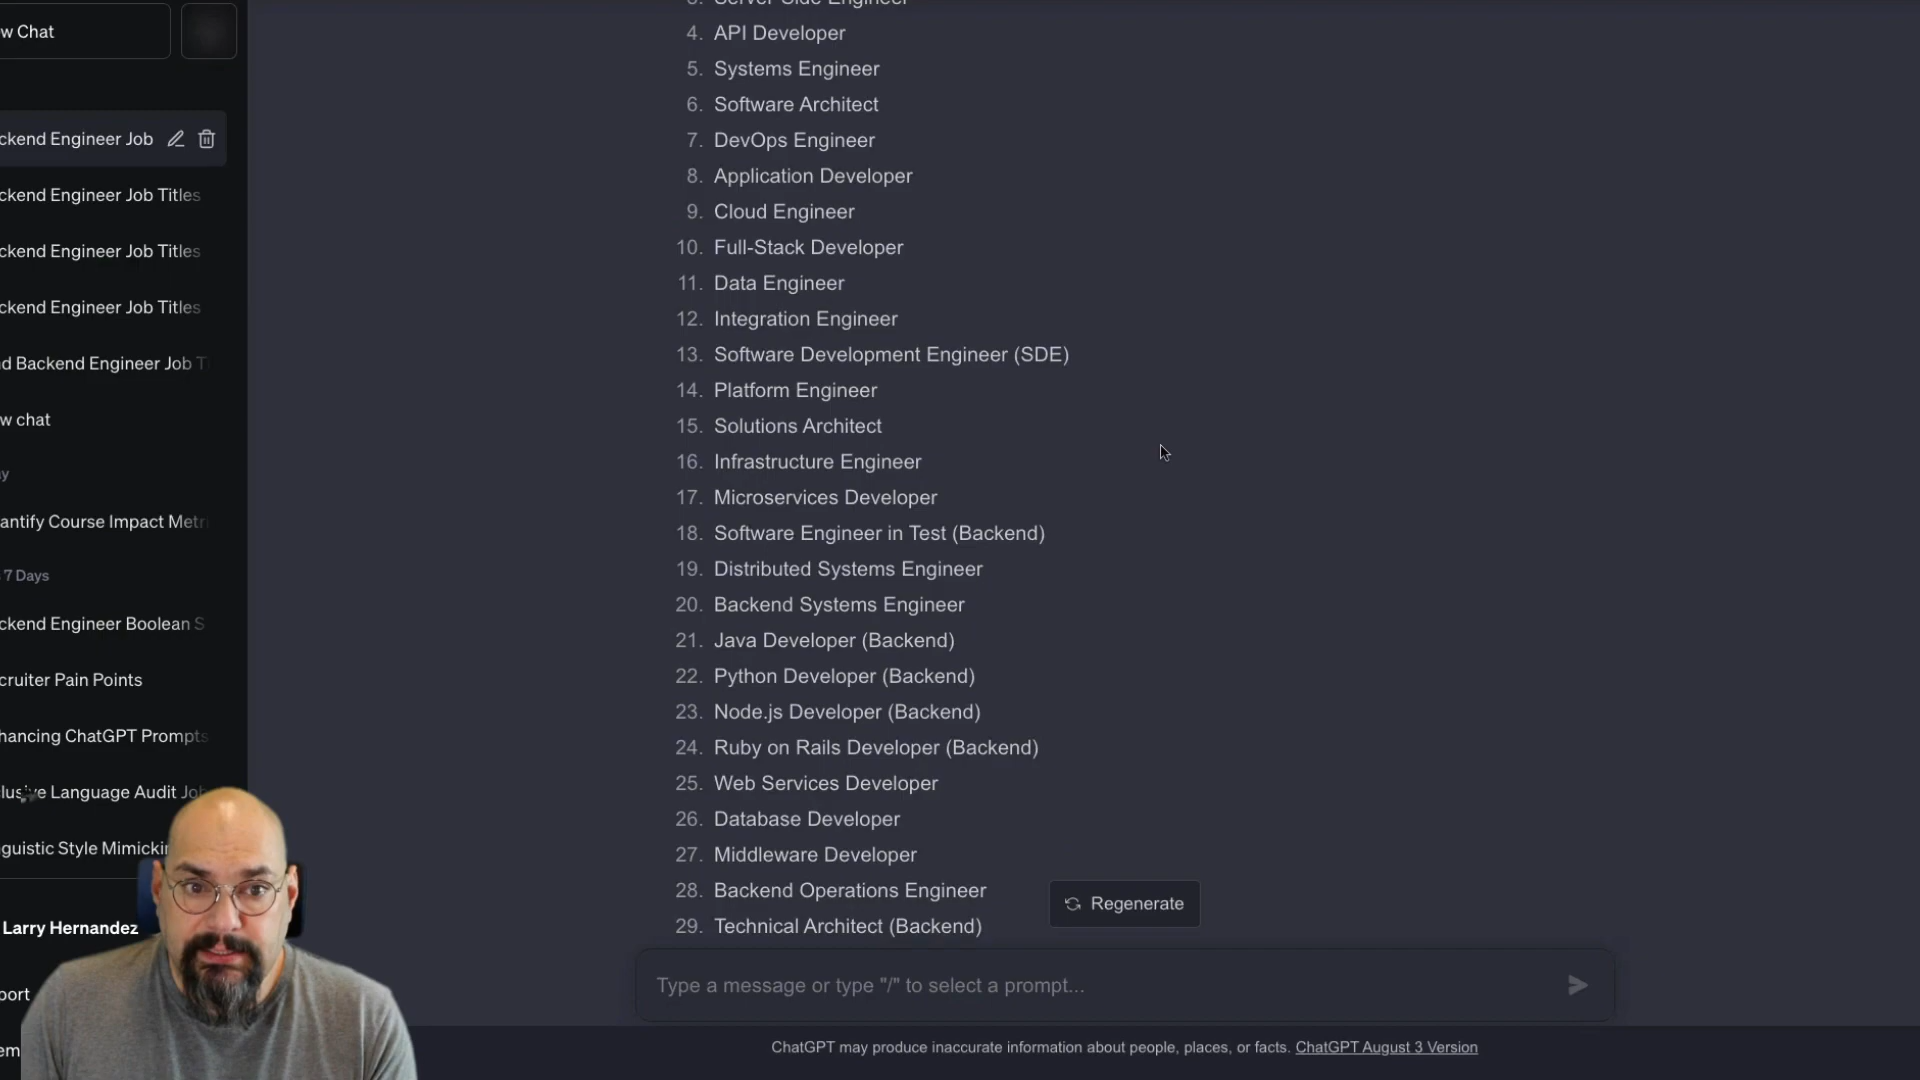 w Chat
ckend Engineer Job
ckend Engineer Job Titles
ckend Engineer Job Titles
ckend Engineer Job Titles
d Backend Engineer Job T
w chat
y
antify Course Impact Metr
7 Days
ckend Engineer Boolean S
cruiter Pain Points
hancing ChatGPT Prompts
clusive Language Audit Job
guistic Style Mimickin
Larry Hernandez
port
em
3. Server-Side Engineer
4. API Developer
5. Systems Engineer
6. Software Architect
7. DevOps Engineer
8. Application Developer
9. Cloud Engineer
10. Full-Stack Developer
11. Data Engineer
12. Integration Engineer
13. Software Development Engineer (SDE)
14. Platform Engineer
15. Solutions Architect
16. Infrastructure Engineer
17. Microservices Developer
18. Software Engineer in Test (Backend)
19. Distributed Systems Engineer
20. Backend Systems Engineer
21. Java Developer (Backend)
22. Python Developer (Backend)
23. Node.js Developer (Backend)
24. Ruby on Rails Developer (Backend)
25. Web Services Developer
26. Database Developer
27. Middleware Developer
28. Backend Operations Engineer
29. Technical Architect (Backend)
Regenerate
Type a message or type "/" to select a prompt...
ChatGPT may produce inaccurate information about people, places, or facts. ChatGPT August 3 Version